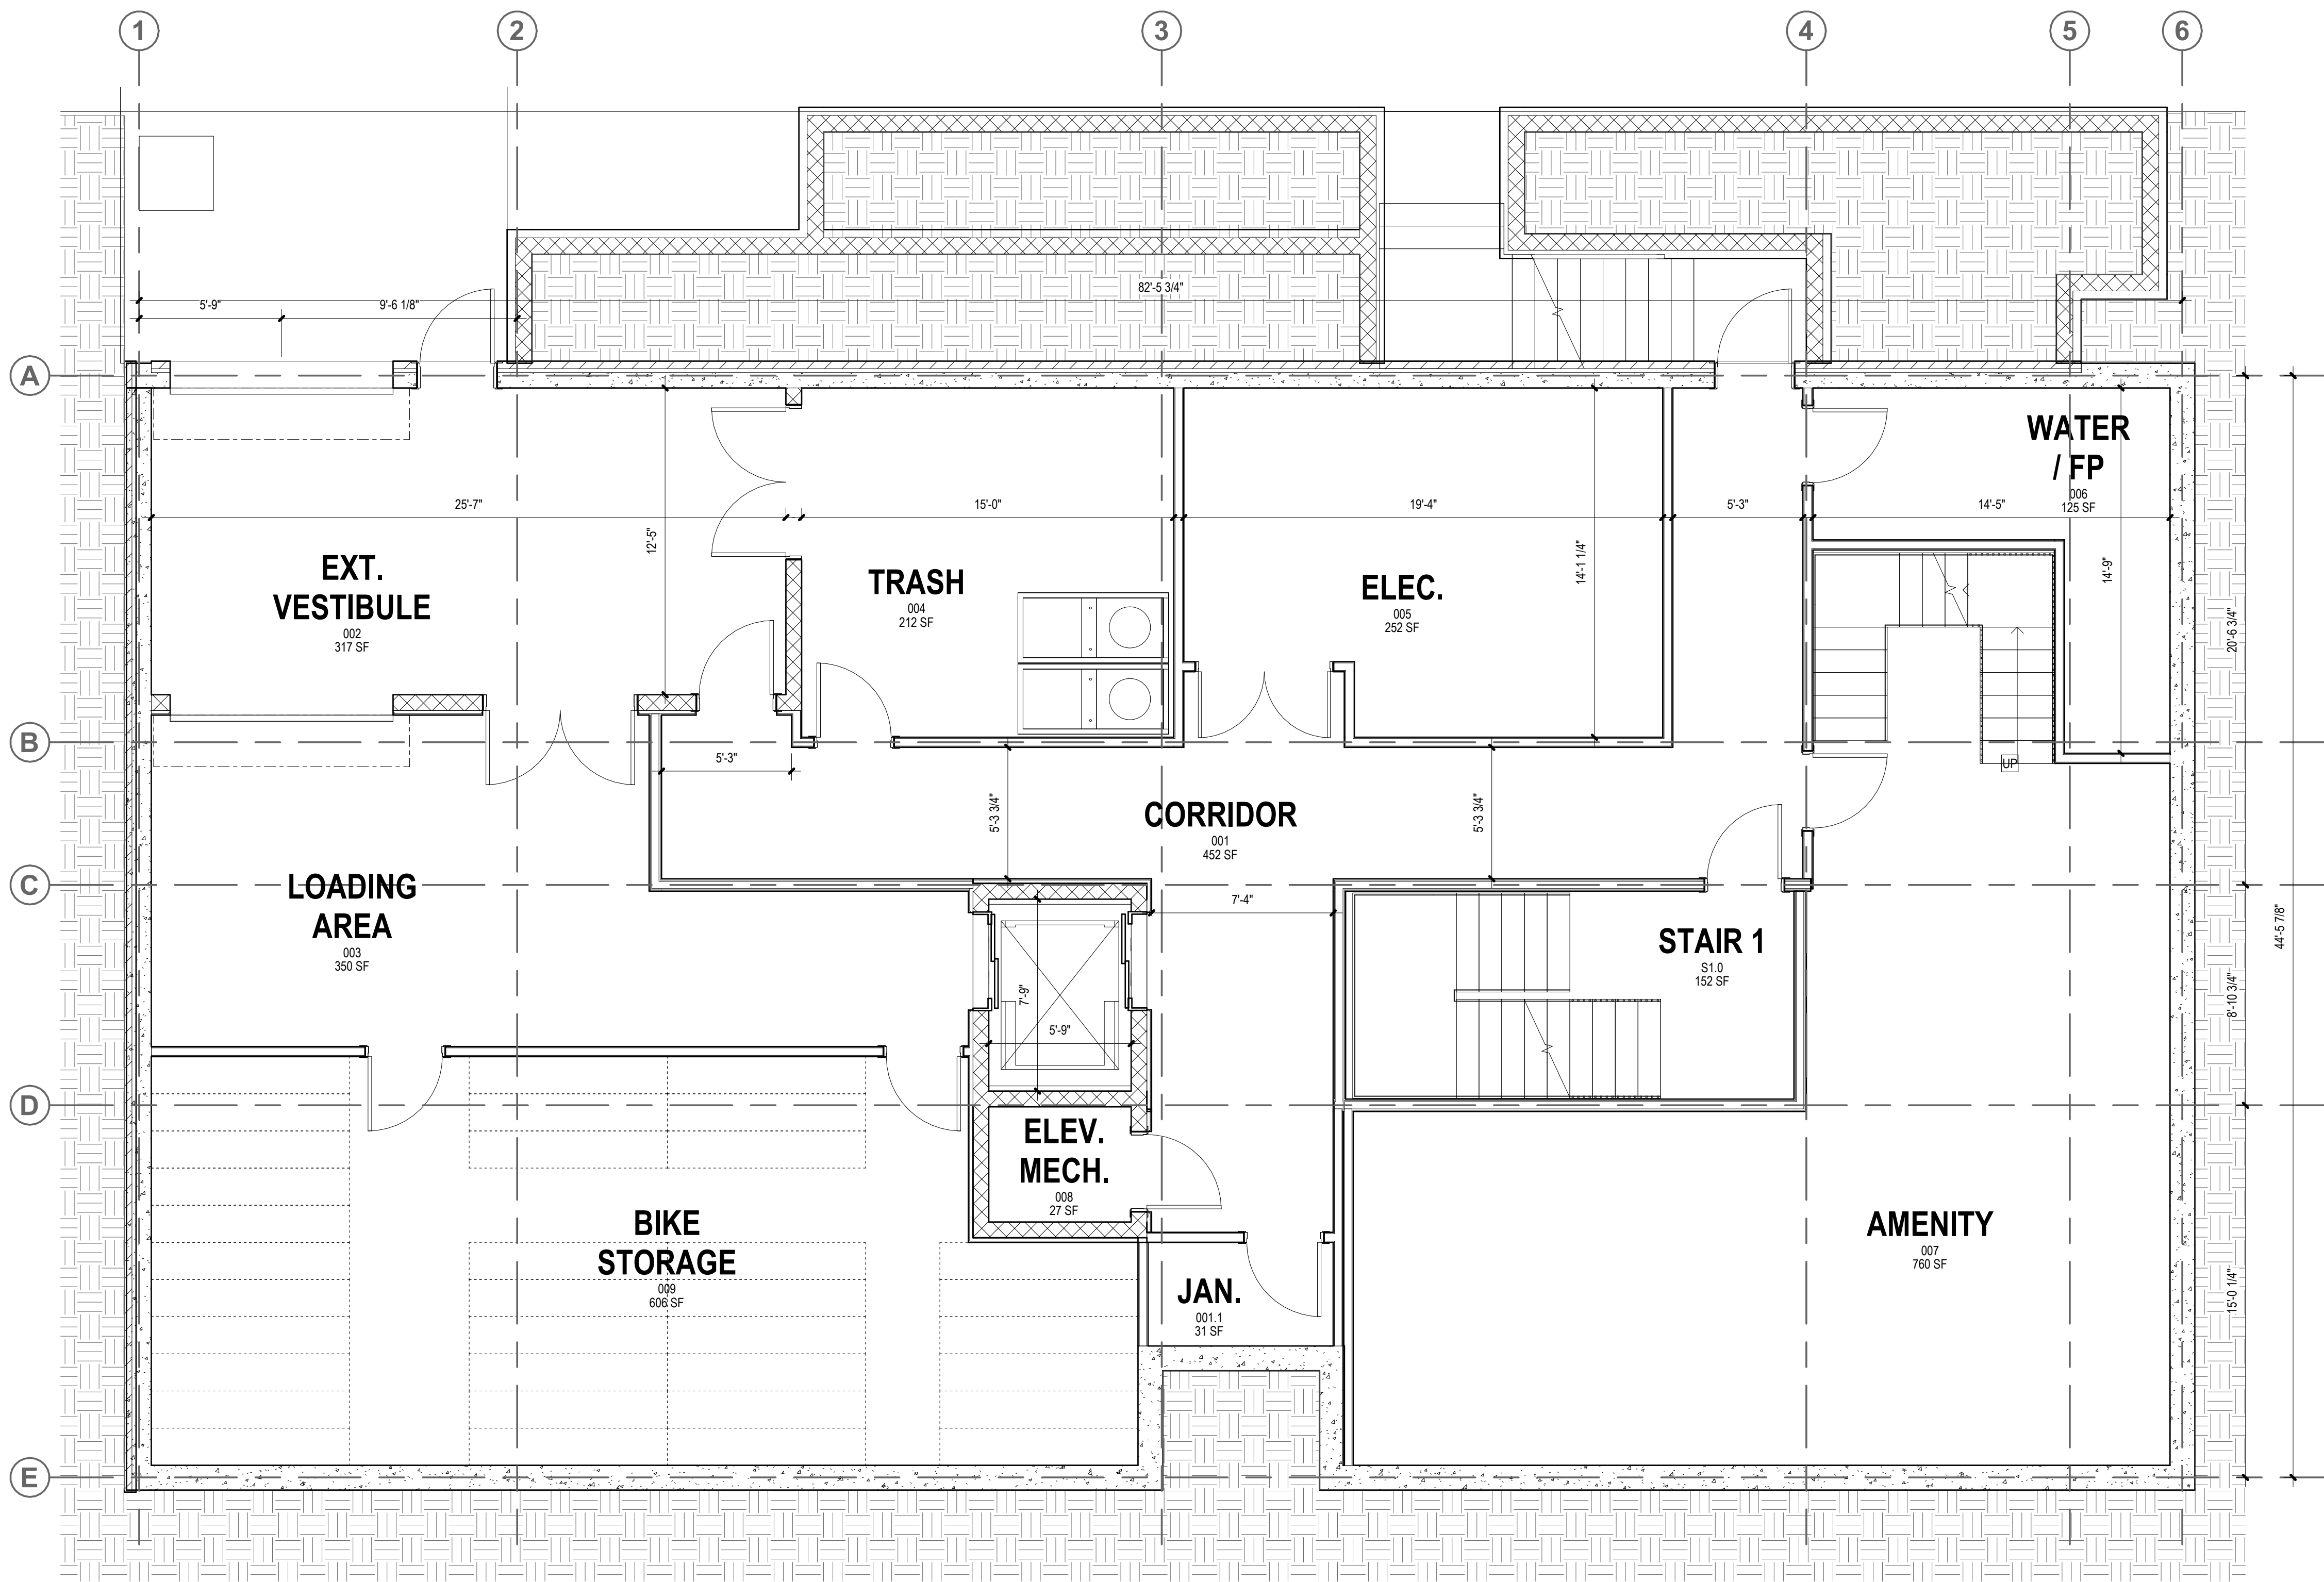 1
2
3
4
5
6
A
B
C
D
E
5'-9"
9'-6 1/8"
82'-5 3/4"
WATER
/ FP
006
125 SF
25'-7"
15'-0"
19'-4"
5'-3"
14'-5"
12'-5"
14'-1 1/4"
14'-9"
EXT.
VESTIBULE
002
317 SF
TRASH
004
212 SF
ELEC.
005
252 SF
20'-6 3/4"
5'-3"
UP
5'-3 3/4"
CORRIDOR
001
452 SF
5'-3 3/4"
LOADING
AREA
003
350 SF
7'-4"
STAIR 1
S1.0
152 SF
44'-5 7/8"
7'-9"
5'-9"
8'-10 3/4"
ELEV.
MECH.
008
27 SF
BIKE
STORAGE
009
606 SF
AMENITY
007
760 SF
JAN.
001.1
31 SF
15'-0 1/4"